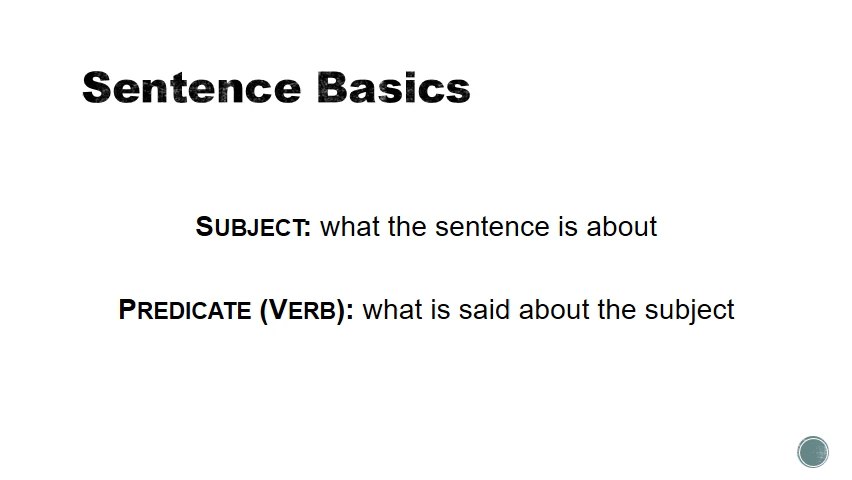 Sentence Basics
SUBJECT: what the sentence is about
PREDICATE (VERB): what is said about the subject